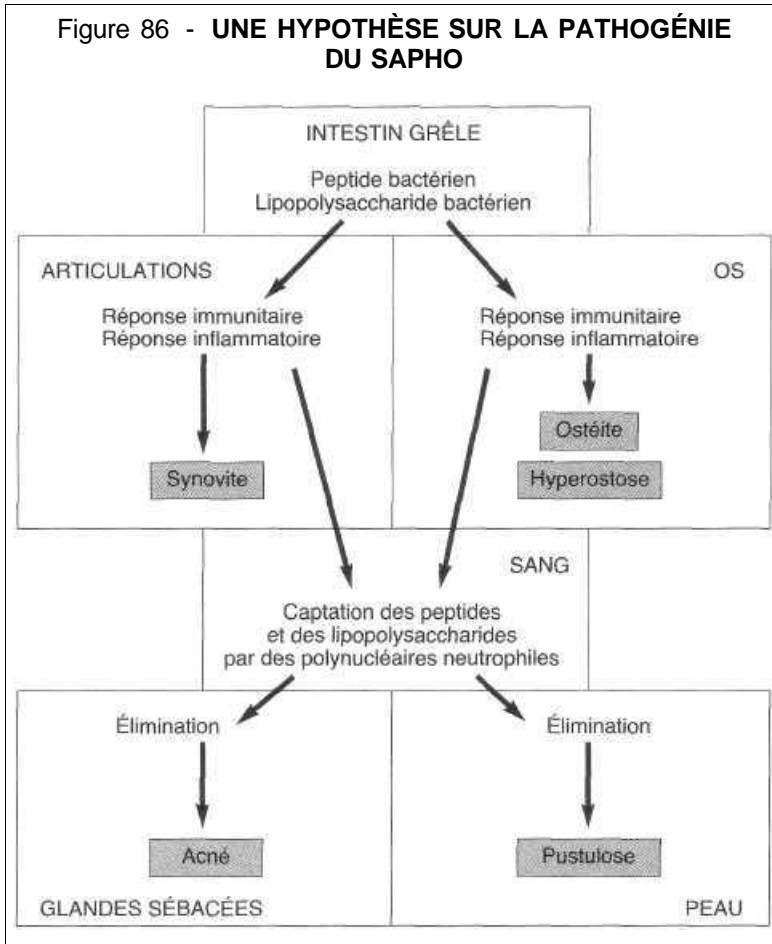 Figure 86 - UNE HYPOTHÈSE SUR LA PATHOGÉNIE
DU SAPHO
INTESTIN GRÊLE
Peptide bactérien
Lipopolysaccharide bactérien
ARTICULATIONS
Réponse immunitaire
Réponse inflammatoire
Synovite
OS
Réponse immunitaire
Réponse inflammatoire
Ostéite
Hyperostose
SANG
Captation des peptides
et des lipopolysaccharides
par des polynucléaires neutrophiles
Élimination
Acné
GLANDES SÉBACÉES
Élimination
Pustulose
PEAU